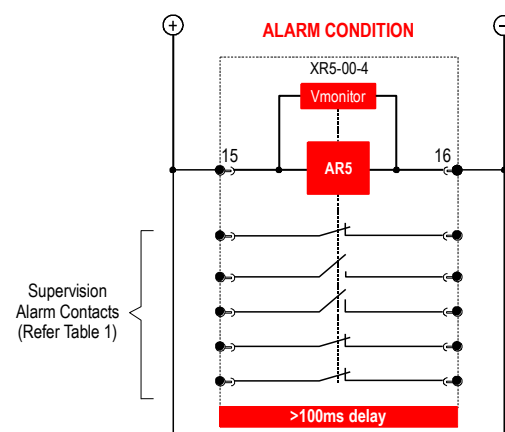 +
−
ALARM CONDITION
XR5-00-4
Vmonitor
15
AR5
16
Supervision
Alarm Contacts
(Refer Table 1)
>100ms delay